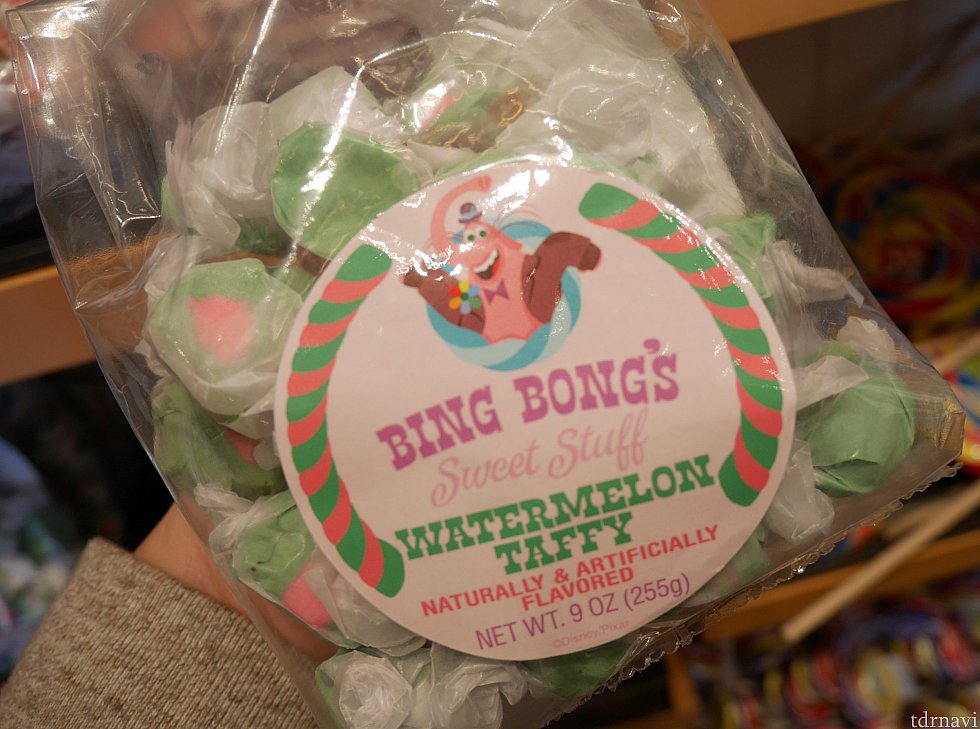 BING BONG'S
Sweet Stuff
WATERMELON
TAFFY
NATURALLY & ARTIFICIALLY
FLAVORED
NET WT. 9 OZ (255g)
©Disney/Pixar
tdrnavi